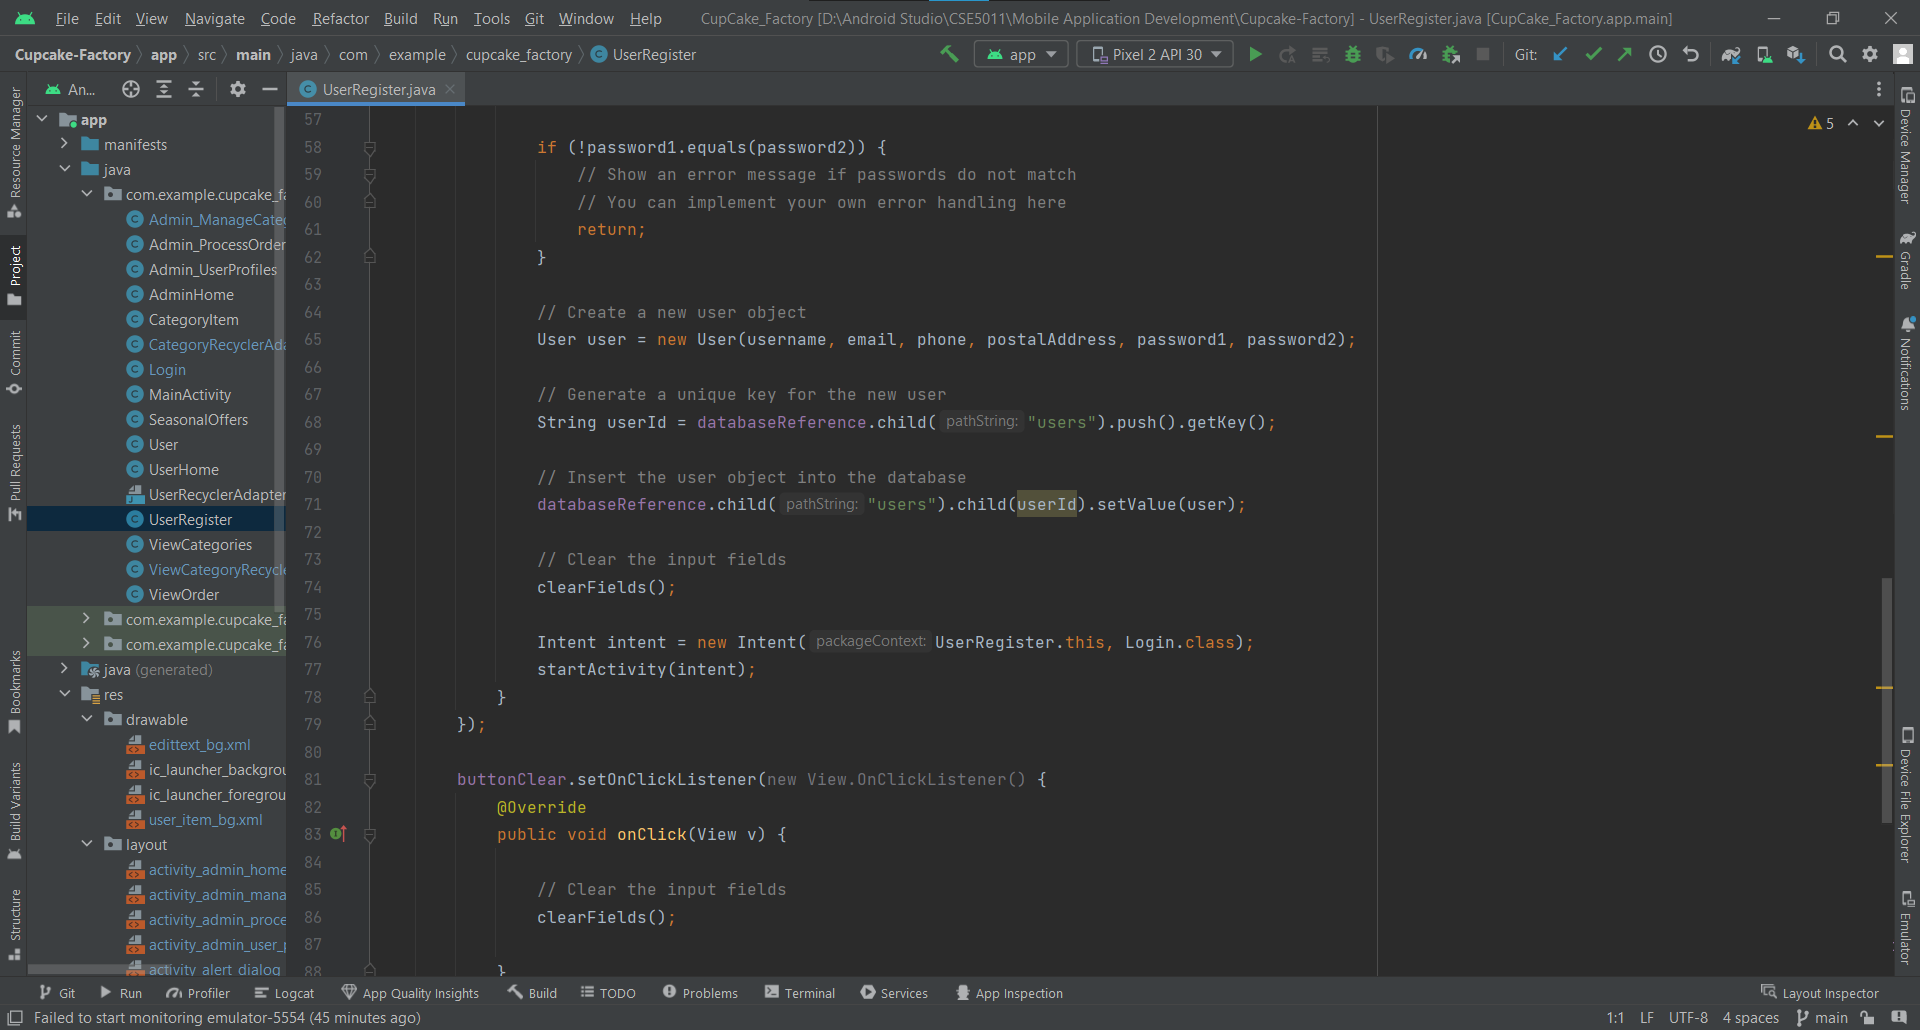 File Edit View Navigate Code Refactor Build Run Tools Git Window Help CupCake_Factory [D:\Android Studio\CSE5011\Mobile Application Development\Cupcake-Factory] - UserRegister.java [CupCake_Factory.app.main]
Cupcake-Factory app src main java com example cupcake_factory UserRegister app Pixel 2 API 30 Git:
An... UserRegister.java
Resource Manager
Project
Commit
Pull Requests
Bookmarks
Build Variants
Structure
app
manifests
java
com.example.cupcake_fa
Admin_ManageCateg
Admin_ProcessOrder
Admin_UserProfiles
AdminHome
CategoryItem
CategoryRecyclerAda
Login
MainActivity
SeasonalOffers
User
UserHome
UserRecyclerAdapter
UserRegister
ViewCategories
ViewCategoryRecycle
ViewOrder
com.example.cupcake_fa
com.example.cupcake_fa
java (generated)
res
drawable
edittext_bg.xml
ic_launcher_backgrou
ic_launcher_foregrou
user_item_bg.xml
layout
activity_admin_home
activity_admin_mana
activity_admin_proce
activity_admin_user_p
activity_alert_dialog
57
58 if (!password1.equals(password2)) {
59 // Show an error message if passwords do not match
60 // You can implement your own error handling here
61 return;
62 }
63
64 // Create a new user object
65 User user = new User(username, email, phone, postalAddress, password1, password2);
66
67 // Generate a unique key for the new user
68 String userId = databaseReference.child( pathString: "users").push().getKey();
69
70 // Insert the user object into the database
71 databaseReference.child( pathString: "users").child(userId).setValue(user);
72
73 // Clear the input fields
74 clearFields();
75
76 Intent intent = new Intent( packageContext: UserRegister.this, Login.class);
77 startActivity(intent);
78 }
79 });
80
81 buttonClear.setOnClickListener(new View.OnClickListener() {
82 @Override
83 public void onClick(View v) {
84
85 // Clear the input fields
86 clearFields();
87
88 }
5
Device Manager
Gradle
Notifications
Device File Explorer
Emulator
Git Run Profiler Logcat App Quality Insights Build TODO Problems Terminal Services App Inspection Layout Inspector
Failed to start monitoring emulator-5554 (45 minutes ago) 1:1 LF UTF-8 4 spaces main